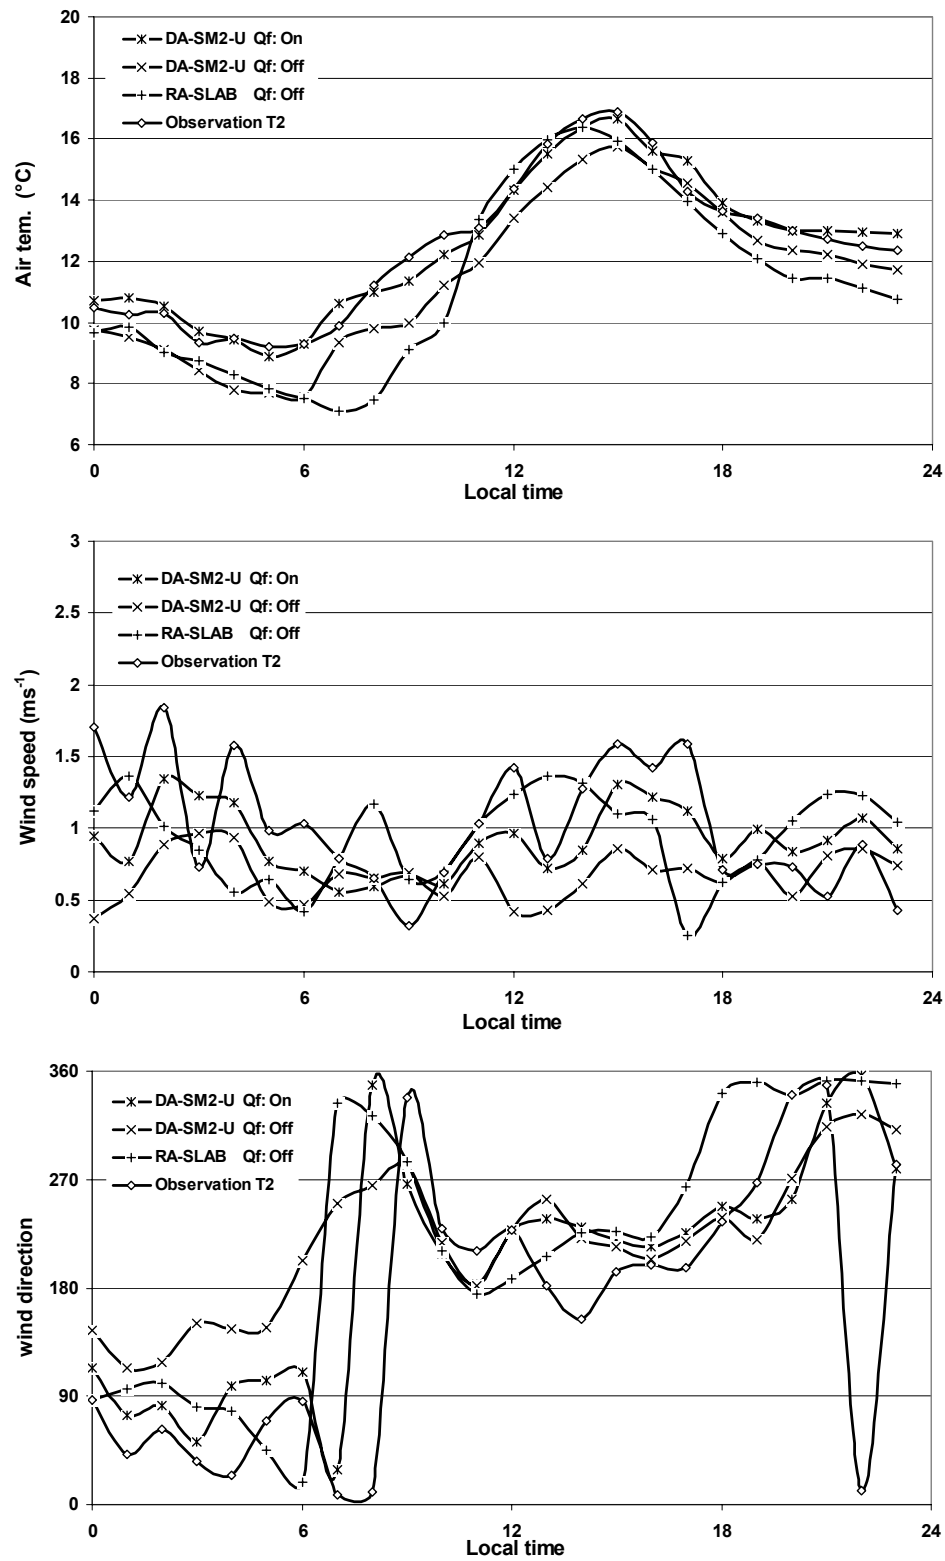 20
18
16
14
12
10
8
6
Air tem. (°C)
DA-SM2-U Qf: On
DA-SM2-U Qf: Off
RA-SLAB Qf: Off
Observation T2
0 6 12 18 24
Local time
3
2.5
2
1.5
1
0.5
0
Wind speed (ms⁻¹)
DA-SM2-U Qf: On
DA-SM2-U Qf: Off
RA-SLAB Qf: Off
Observation T2
0 6 12 18 24
Local time
360
270
180
90
0
wind direction
DA-SM2-U Qf: On
DA-SM2-U Qf: Off
RA-SLAB Qf: Off
Observation T2
0 6 12 18 24
Local time